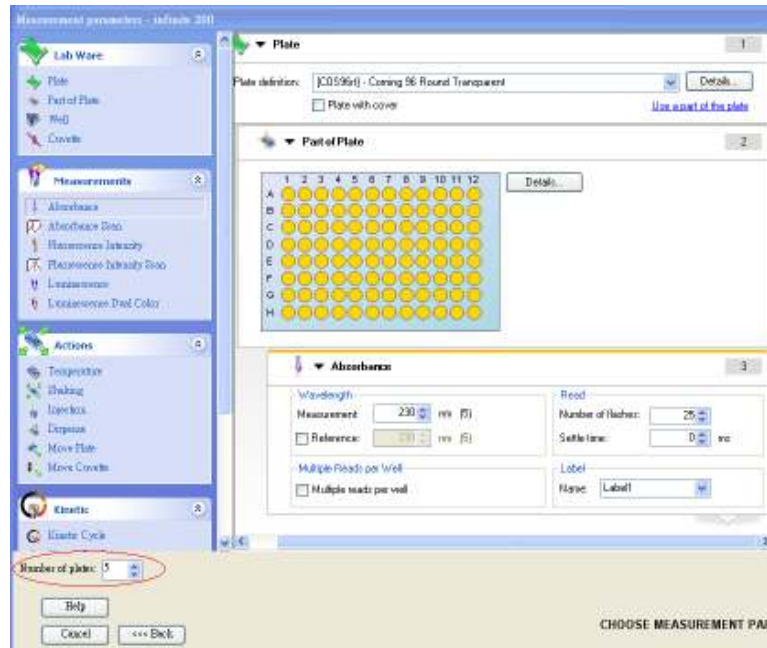 Measurement parameters - infinite 200
Lab Ware
Plate
Part of Plate
Well
Cuvette
Measurements
Absorbance
Absorbance Scan
Fluorescence Intensity
Fluorescence Intensity Scan
Luminescence
Luminescence Dual Color
Actions
Temperature
Shaking
Injection
Dispense
Move Plate
Move Cuvette
Kinetic
Kinetic Cycle
Number of plates: 5
Help
Cancel
<<< Back
Plate
1
Plate definition:
[COS96rt] - Corning 96 Round Transparent
Details...
Plate with cover
Use a part of the plate
Part of Plate
2
1 2 3 4 5 6 7 8 9 10 11 12
A
B
C
D
E
F
G
H
Details...
Absorbance
3
Wavelength
Measurement: 230 nm [5]
Reference: 230 nm [5]
Multiple Reads per Well
Multiple reads per well
Read
Number of flashes: 25
Settle time: 0 ms
Label
Name: Label1
CHOOSE MEASUREMENT PA